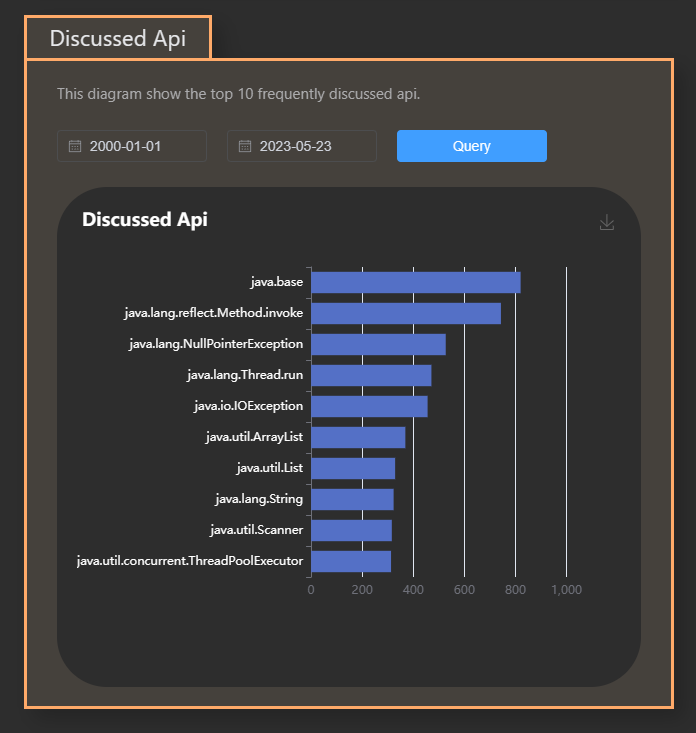 Discussed Api
This diagram show the top 10 frequently discussed api.
2000-01-01 2023-05-23 Query
Discussed Api
java.base
java.lang.reflect.Method.invoke
java.lang.NullPointerException
java.lang.Thread.run
java.io.IOException
java.util.ArrayList
java.util.List
java.lang.String
java.util.Scanner
java.util.concurrent.ThreadPoolExecutor
0 200 400 600 800 1,000